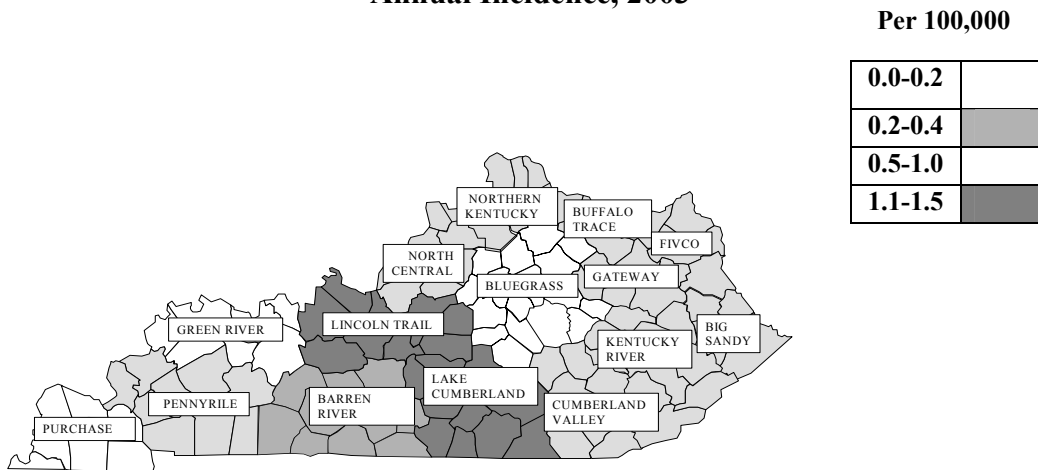 Annual Incidence,
Per 100,000
0.0-0.2
0.2-0.4
0.5-1.0
1.1-1.5
NORTHERN
KENTUCKY
BUFFALO
TRACE
FIVCO
NORTH
CENTRAL
GATEWAY
BLUEGRASS
GREEN RIVER
LINCOLN TRAIL
KENTUCKY
RIVER
BIG
SANDY
LAKE
CUMBERLAND
PENNYRILE
BARREN
RIVER
CUMBERLAND
VALLEY
PURCHASE